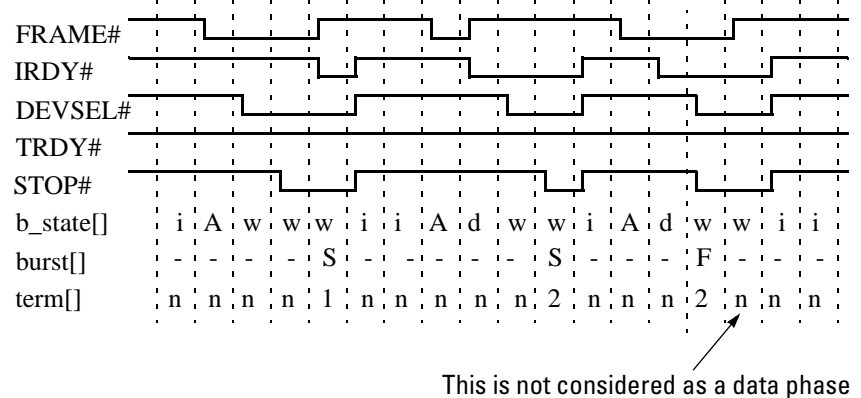 FRAME#
IRDY#
DEVSEL#
TRDY#
STOP#
b_state[] i A w w w i i A d w w i A d w w i i
burst[] - - - - S - - - - - S - - - F - - -
term[] n n n n 1 n n n n n 2 n n n 2 n n n
This is not considered as a data phase